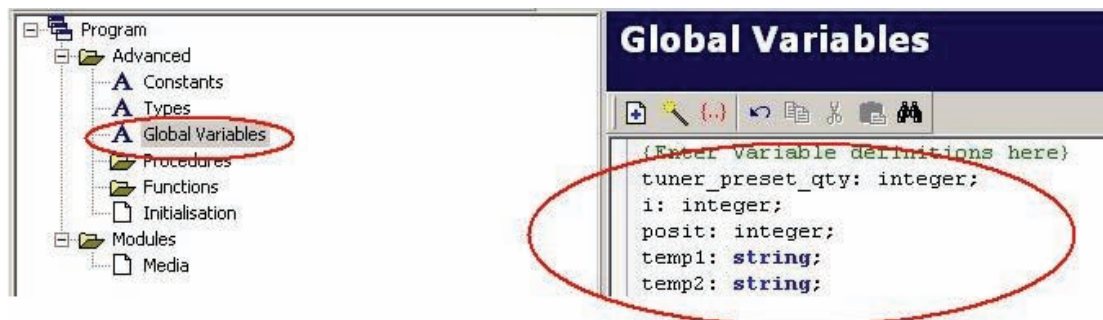 Program
Advanced
A Constants
A Types
A Global Variables
Procedures
Functions
Initialisation
Modules
Media
Global Variables
{..}
{Enter Variable definitions here}
tuner_preset_qty: integer;
i: integer;
posit: integer;
temp1: string;
temp2: string;